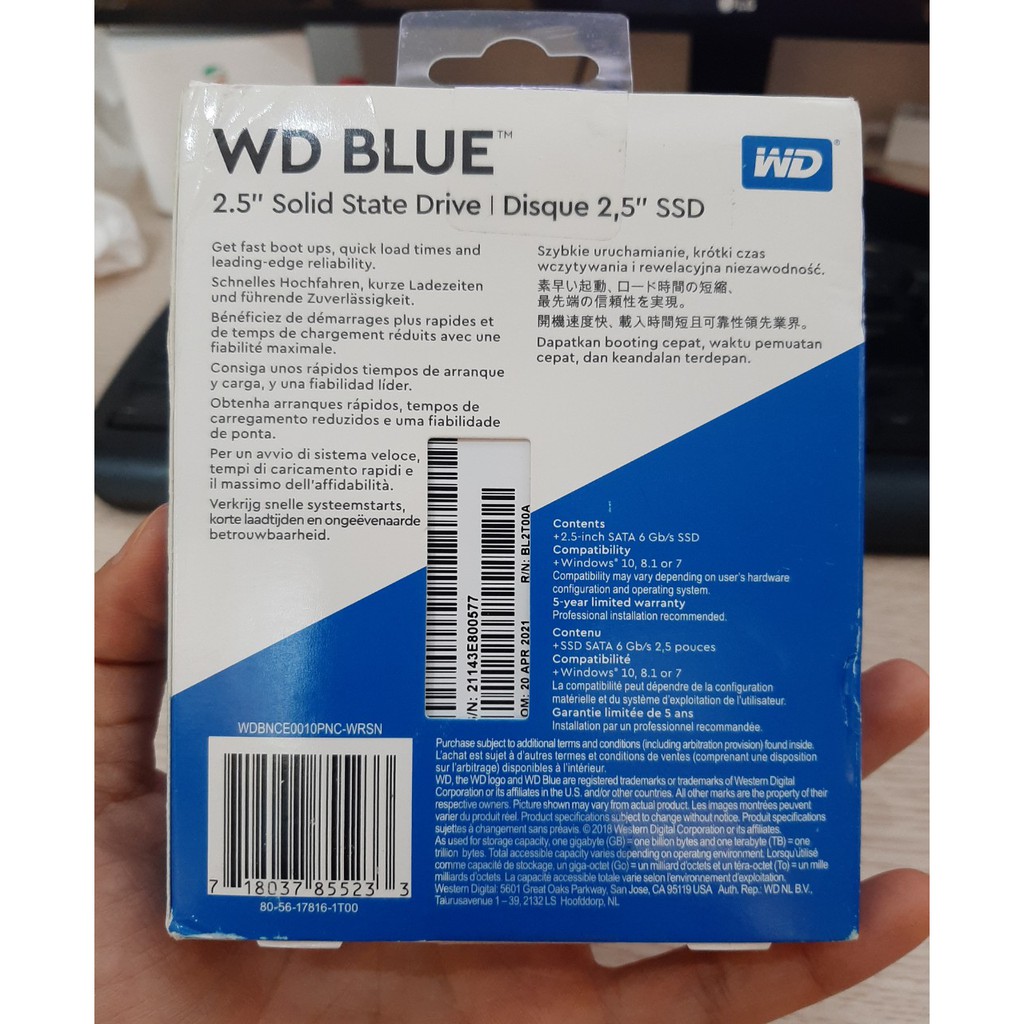 WD BLUE™
WD®
2.5" Solid State Drive | Disque 2,5" SSD
Get fast boot ups, quick load times and
leading-edge reliability.
Schnelles Hochfahren, kurze Ladezeiten
und führende Zuverlässigkeit.
Bénéficiez de démarrages plus rapides et
de temps de chargement réduits avec une
fiabilité maximale.
Consiga unos rápidos tiempos de arranque
y carga, y una fiabilidad líder.
Obtenha arranques rápidos, tempos de
carregamento reduzidos e uma fiabilidade
de ponta.
Per un avvio di sistema veloce,
tempi di caricamento rapidi e
il massimo dell'affidabilità.
Verkrijg snelle systeemstarts,
korte laadtijden en ongeëvenaarde
betrouwbaarheid.
Szybkie uruchamianie, krótki czas
wczytywania i rewelacyjna niezawodność.
素早い起動、ロード時間の短縮、
最先端の信頼性を実現。
開機速度快、載入時間短且可靠性領先業界。
Dapatkan booting cepat, waktu pemuatan
cepat, dan keandalan terdepan.
S/N: 21143E800577
OM: 20 APR 2021 R/N: BL2T00A
Contents
+2.5-inch SATA 6 Gb/s SSD
Compatibility
+Windows® 10, 8.1 or 7
Compatibility may vary depending on user's hardware
configuration and operating system.
5-year limited warranty
Professional installation recommended.
Contenu
+SSD SATA 6 Gb/s 2,5 pouces
Compatibilité
+Windows® 10, 8.1 or 7
La compatibilité peut dépendre de la configuration
matérielle et du système d'exploitation de l'utilisateur.
Garantie limitée de 5 ans
Installation par un professionnel recommandée.
WDBNCE0010PNC-WRSN
7 18037 85523 3
80-56-17816-1T00
Purchase subject to additional terms and conditions (including arbitration provision) found inside.
L'achat est sujet à d'autres termes et conditions de ventes (comprenant une disposition
sur l'arbitrage) disponibles à l'intérieur.
WD, the WD logo and WD Blue are registered trademarks or trademarks of Western Digital
Corporation or its affiliates in the U.S. and/or other countries. All other marks are the property of their
respective owners. Picture shown may vary from actual product. Les images montrées peuvent
varier du produit réel. Product specifications subject to change without notice. Produit specifications
sujettes à changement sans préavis. © 2018 Western Digital Corporation or its affiliates.
As used for storage capacity, one gigabyte (GB) = one billion bytes and one terabyte (TB) = one
trillion bytes. Total accessible capacity varies depending on operating environment. Lorsqu'utilisé
comme capacité de stockage, un giga-octet (Go) = un milliard d'octets et un téra-octet (To) = un mille
milliards d'octets. La capacité accessible totale varie selon l'environnement d'exploitation.
Western Digital: 5601 Great Oaks Parkway, San Jose, CA 95119 USA Auth. Rep.: WD NL B.V.,
Taurusavenue 1 – 39, 2132 LS Hoofddorp, NL